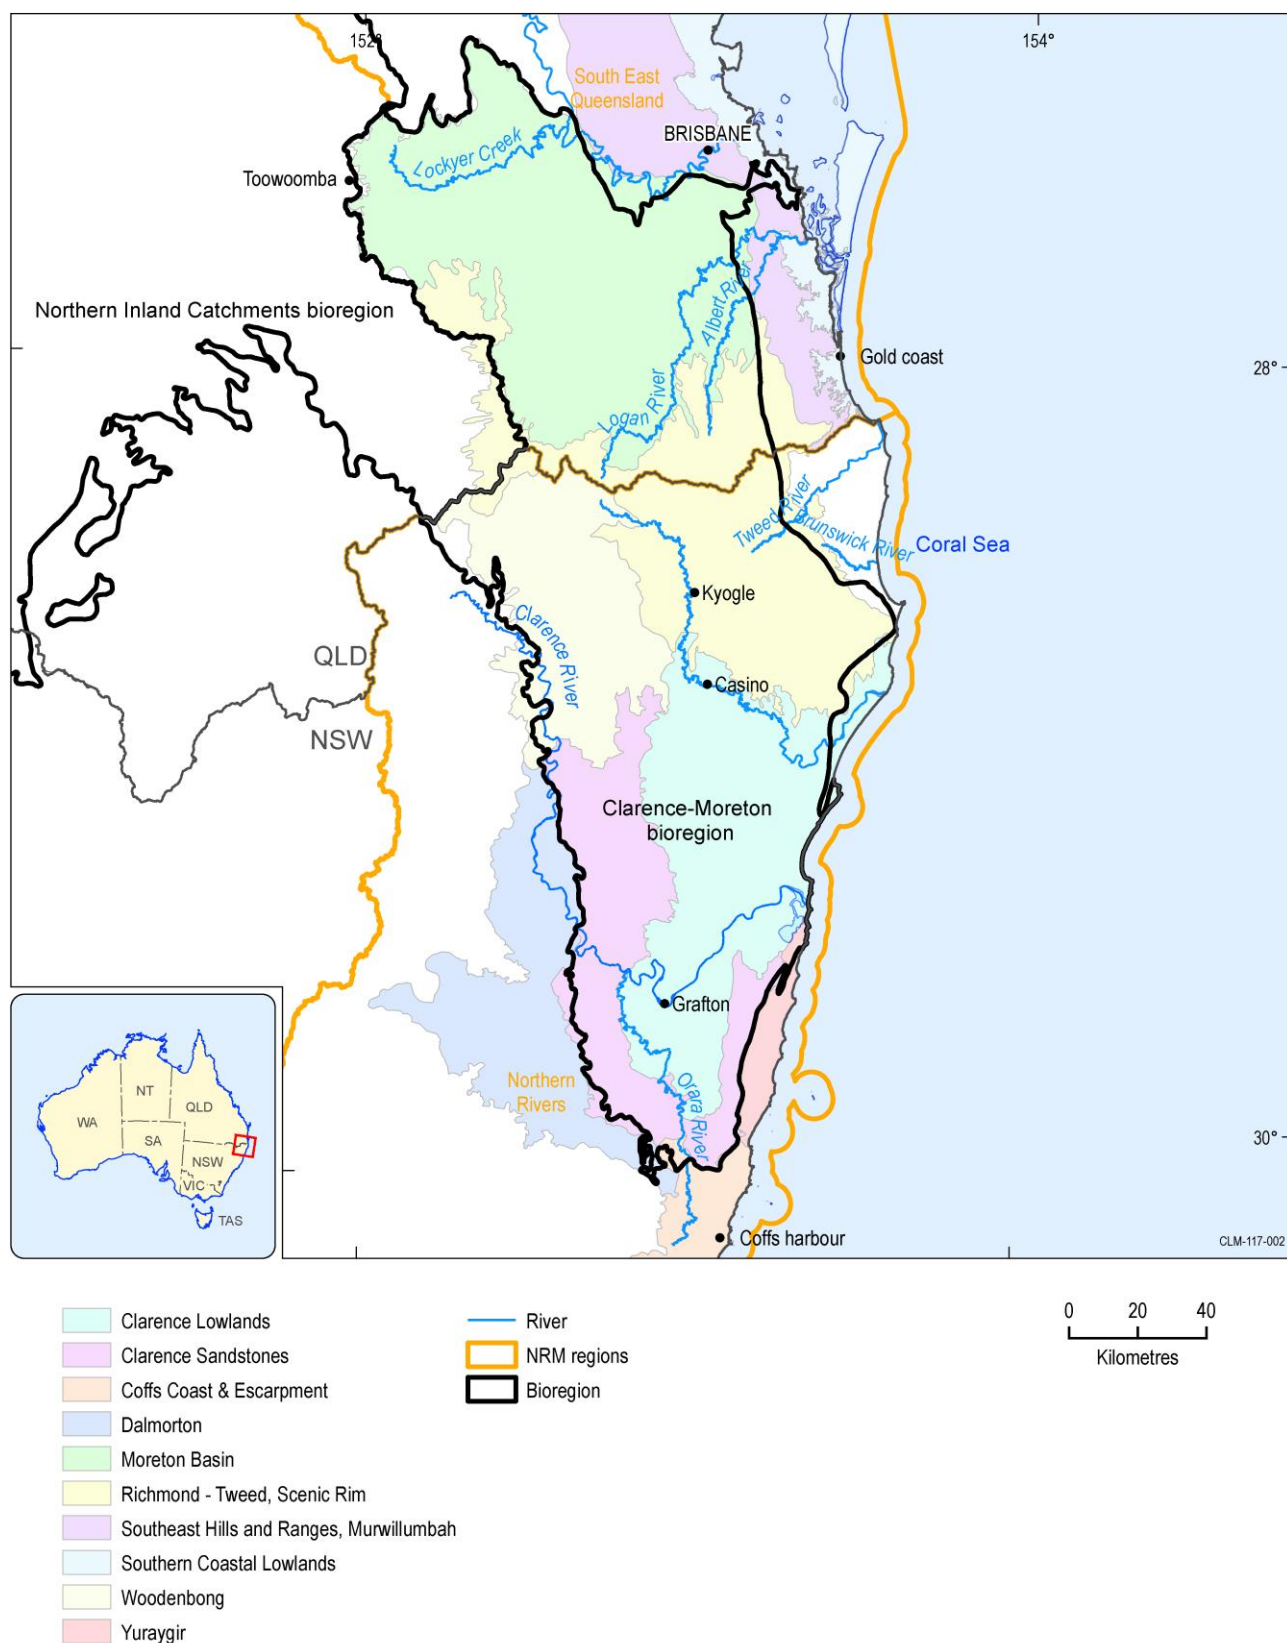 152°
154°
South East
Queensland
BRISBANE
Lockyer Creek
Toowoomba
Northern Inland Catchments bioregion
Albert River
Gold coast
28°
Logan River
Tweed River
Brunswick River
Coral Sea
Kyogle
Clarence River
QLD
Casino
NSW
Clarence-Moreton
bioregion
Grafton
Northern
Rivers
Orara River
30°
Coffs harbour
CLM-117-002
NT
QLD
WA
SA
NSW
VIC
TAS
Clarence Lowlands
Clarence Sandstones
Coffs Coast & Escarpment
Dalmorton
Moreton Basin
Richmond - Tweed, Scenic Rim
Southeast Hills and Ranges, Murwillumbah
Southern Coastal Lowlands
Woodenbong
Yuraygir
River
NRM regions
Bioregion
0 20 40
Kilometres